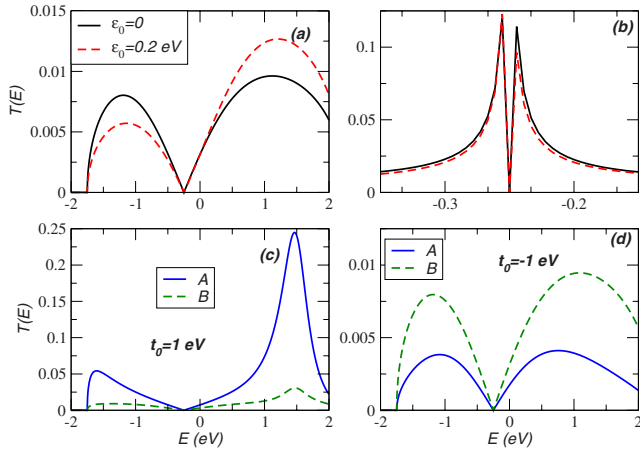 0.015
ε₀=0
ε₀=0.2 eV
(a)
0.01
T(E)
0.005
0
-2 -1 0 1 2
(b)
0.1
0.05
0
-0.3 -0.2
0.25
(c)
0.2
A
B
0.15
T(E)
0.1
t₀=1 eV
0.05
0
-2 -1 0 1 2
E (eV)
0.015
A
B
t₀=-1 eV
(d)
0.01
0.005
0
-2 -1 0 1 2
E (eV)